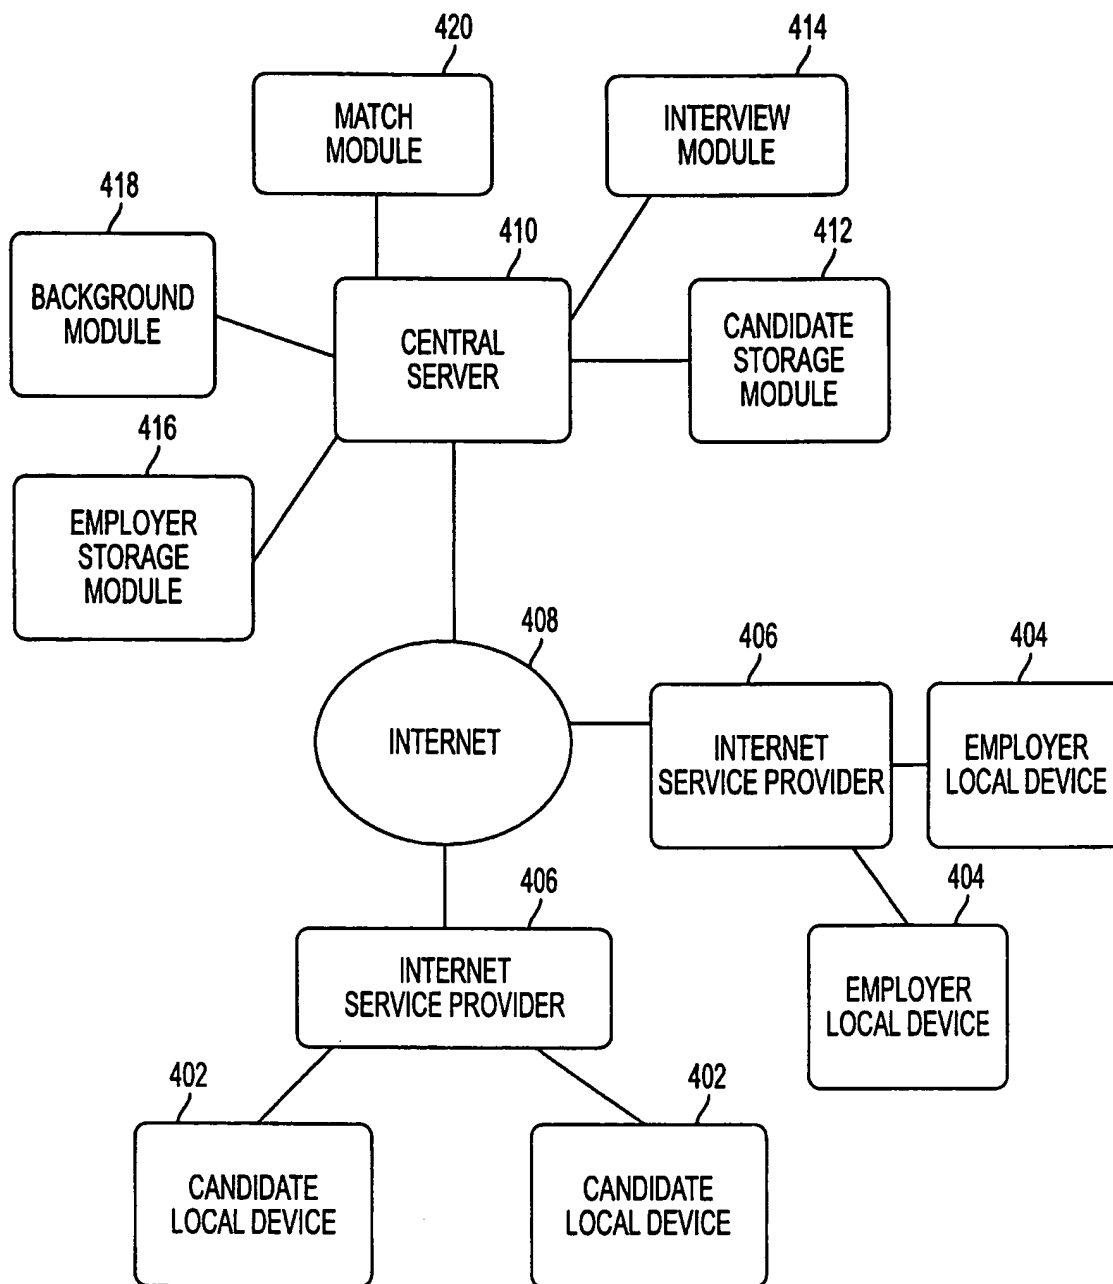 420
MATCH
MODULE
414
INTERVIEW
MODULE
418
BACKGROUND
MODULE
410
CENTRAL
SERVER
412
CANDIDATE
STORAGE
MODULE
416
EMPLOYER
STORAGE
MODULE
408
INTERNET
406
INTERNET
SERVICE PROVIDER
404
EMPLOYER
LOCAL DEVICE
404
EMPLOYER
LOCAL DEVICE
406
INTERNET
SERVICE PROVIDER
402
CANDIDATE
LOCAL DEVICE
402
CANDIDATE
LOCAL DEVICE